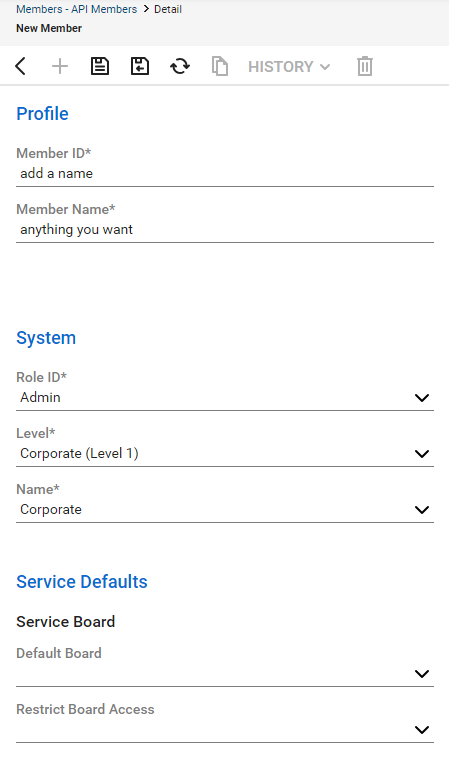 Members - API Members > Detail
New Member
HISTORY
Profile
Member ID*
add a name
Member Name*
anything you want
System
Role ID*
Admin
Level*
Corporate (Level 1)
Name*
Corporate
Service Defaults
Service Board
Default Board
Restrict Board Access